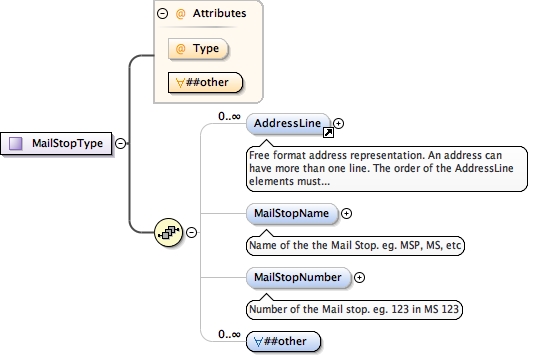 Attributes
@ Type
∀##other
MailStopType
0..∞
AddressLine
Free format address representation. An address can
have more than one line. The order of the AddressLine
elements must...
MailStopName
Name of the the Mail Stop. eg. MSP, MS, etc
MailStopNumber
Number of the Mail stop. eg. 123 in MS 123
0..∞
∀##other